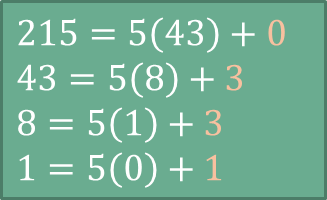 215 = 5(43) + 0
43 = 5(8) + 3
8 = 5(1) + 3
1 = 5(0) + 1